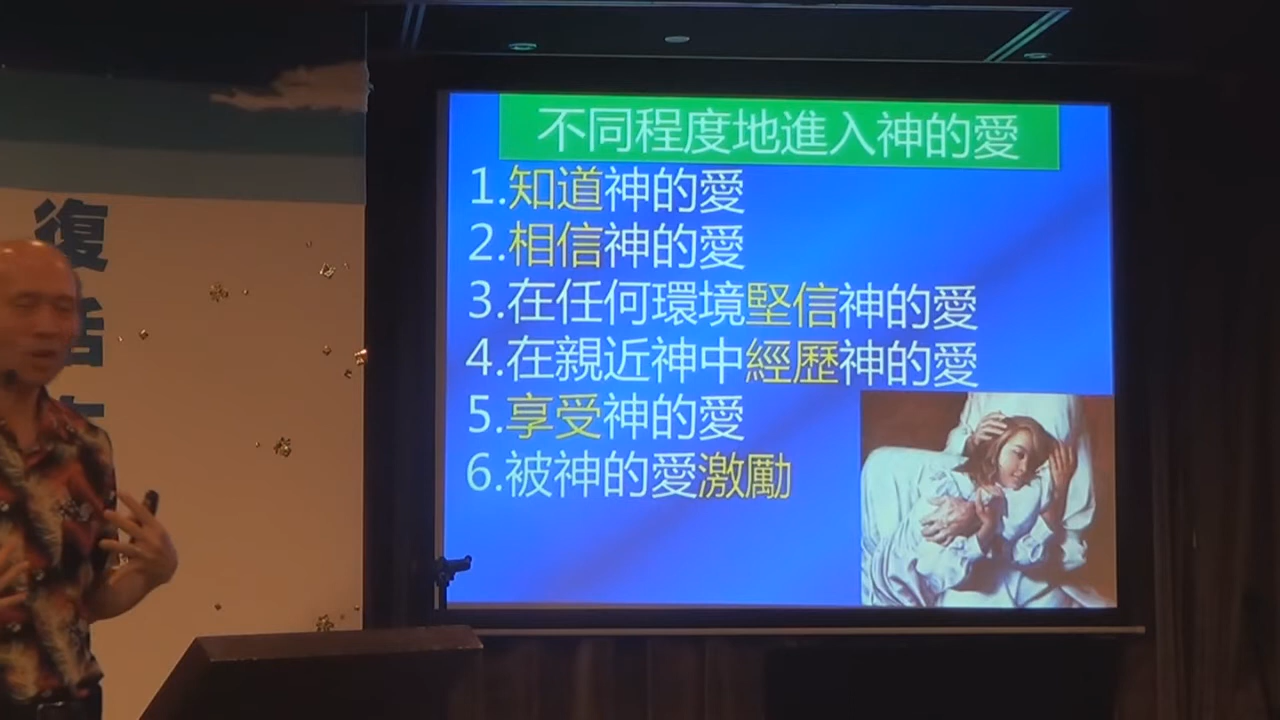 不同程度地進入神的愛
1.知道神的愛
2.相信神的愛
3.在任何環境堅信神的愛
4.在親近神中經歷神的愛
5.享受神的愛
6.被神的愛激勵
復活